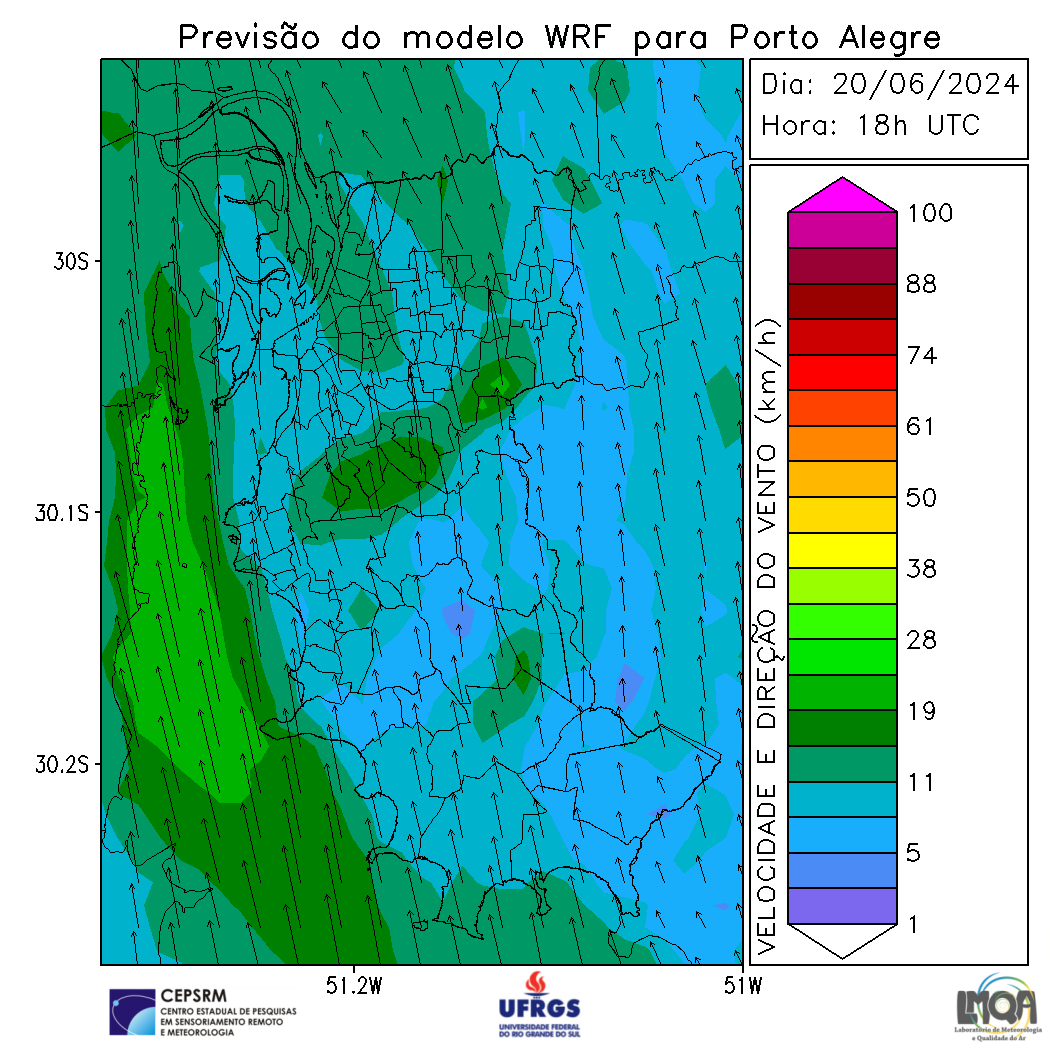 Previsão do modelo WRF para Porto Alegre
Dia: 20/06/2024
Hora: 18h UTC
30S
30.1S
30.2S
51.2W
51W
VELOCIDADE E DIREÇÃO DO VENTO (km/h)
100
88
74
61
50
38
28
19
11
5
1
CEPSRM
CENTRO ESTADUAL DE PESQUISAS
EM SENSORIAMENTO REMOTO
E METEOROLOGIA
UFRGS
UNIVERSIDADE FEDERAL
DO RIO GRANDE DO SUL
LMQA
Laboratório de Meteorologia
e Qualidade do Ar